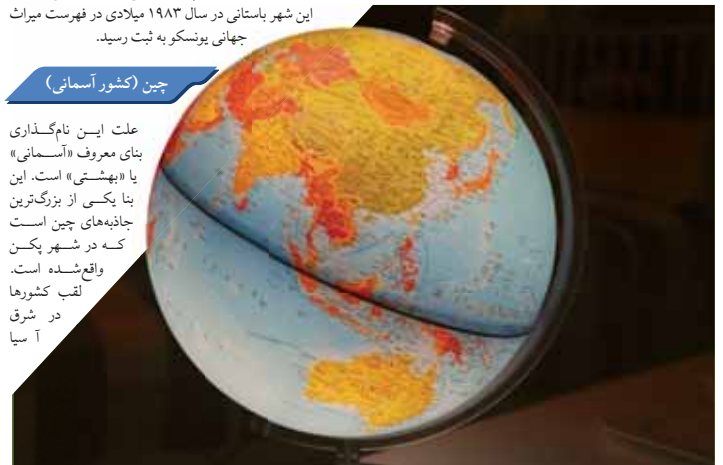 این شهر باستانی در سال ۱۹۸۳ میلادی در فهرست میراث
جهانی یونسکو به ثبت رسید.
چین (کشور آسمانی)
علت این نام‌گذاری
بنای معروف «آسمانی»
یا «بهشتی» است. این
بنا یکی از بزرگ‌ترین
جاذبه‌های چین است
که در شهر پکن
واقع‌شده است.
لقب کشورها
در شرق
آ سیا